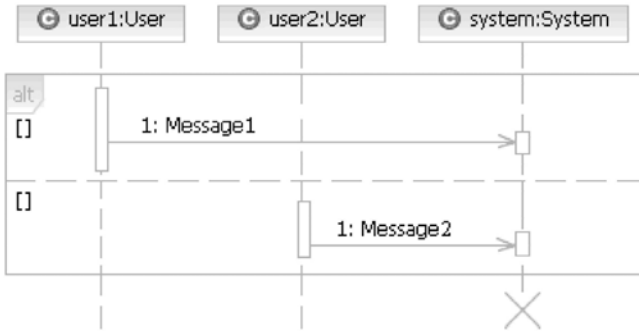 C user1:User
C user2:User
C system:System
alt
[]
1: Message1
[]
1: Message2